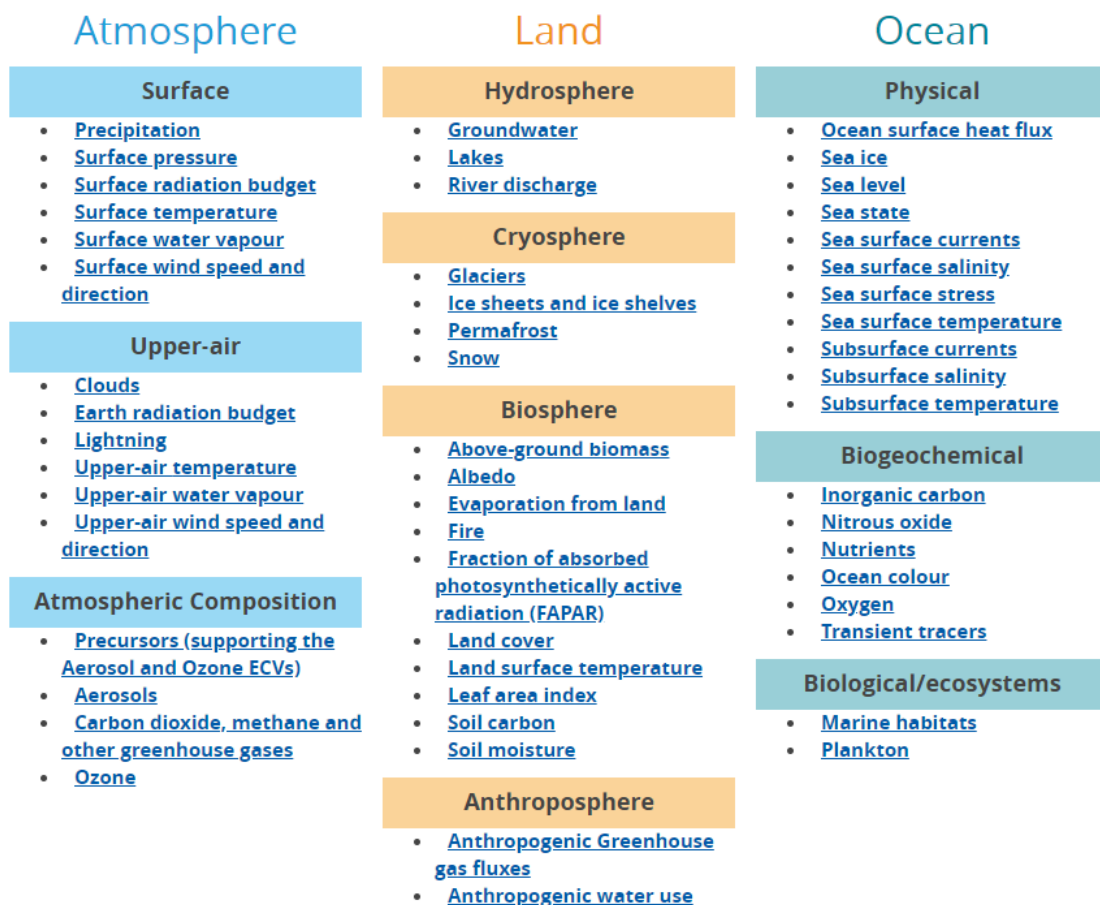 Atmosphere
Surface
Precipitation
Surface pressure
Surface radiation budget
Surface temperature
Surface water vapour
Surface wind speed and
direction
Upper-air
Clouds
Earth radiation budget
Lightning
Upper-air temperature
Upper-air water vapour
Upper-air wind speed and
direction
Atmospheric Composition
Precursors (supporting the
Aerosol and Ozone ECVs)
Aerosols
Carbon dioxide, methane and
other greenhouse gases
Ozone
Land
Hydrosphere
Groundwater
Lakes
River discharge
Cryosphere
Glaciers
Ice sheets and ice shelves
Permafrost
Snow
Biosphere
Above-ground biomass
Albedo
Evaporation from land
Fire
Fraction of absorbed
photosynthetically active
radiation (FAPAR)
Land cover
Land surface temperature
Leaf area index
Soil carbon
Soil moisture
Anthroposphere
Anthropogenic Greenhouse
gas fluxes
Anthropogenic water use
Ocean
Physical
Ocean surface heat flux
Sea ice
Sea level
Sea state
Sea surface currents
Sea surface salinity
Sea surface stress
Sea surface temperature
Subsurface currents
Subsurface salinity
Subsurface temperature
Biogeochemical
Inorganic carbon
Nitrous oxide
Nutrients
Ocean colour
Oxygen
Transient tracers
Biological/ecosystems
Marine habitats
Plankton